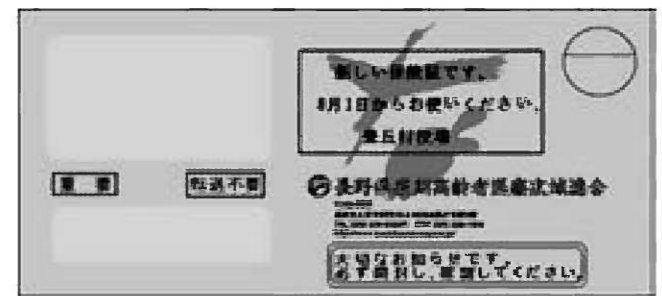 新しい保険証です。
8月1日からお使いください。
豊丘村役場
重要
転送不要
長野県後期高齢者医療広域連合
大切なお知らせです。
必ず開封し、確認してください。